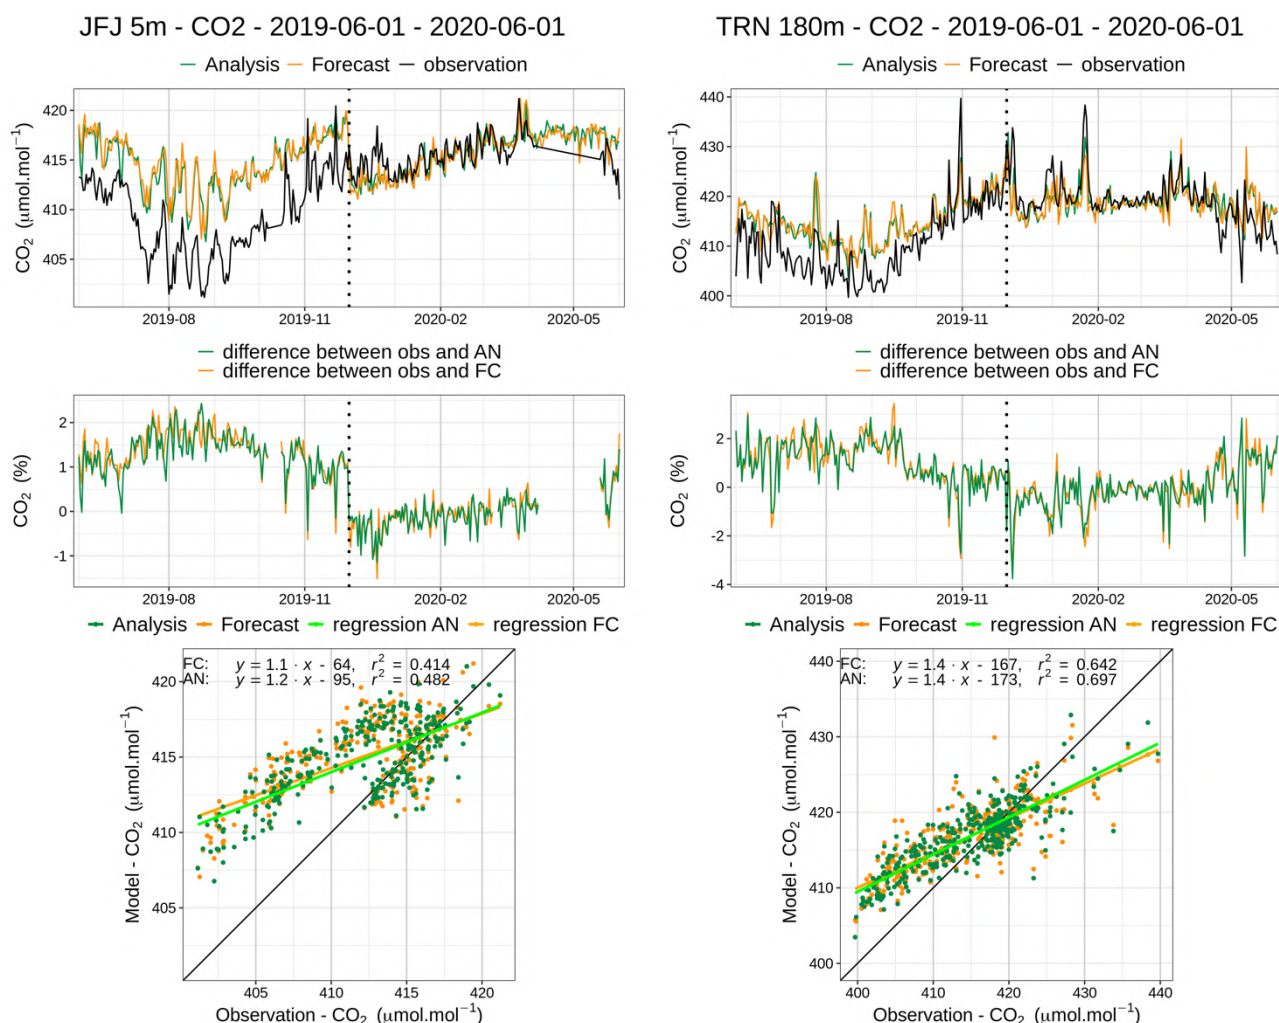 JFJ 5m - CO2 - 2019-06-01 - 2020-06-01
Analysis Forecast observation
CO₂ (μmol.mol⁻¹)
420
415
410
405
2019-08 2019-11 2020-02 2020-05
difference between obs and AN
difference between obs and FC
CO₂ (%)
2
1
0
-1
2019-08 2019-11 2020-02 2020-05
Analysis Forecast regression AN regression FC
FC: y = 1.1 · x - 64, r² = 0.414
AN: y = 1.2 · x - 95, r² = 0.482
Model - CO₂ (μmol.mol⁻¹)
420
415
410
405
405 410 415 420
Observation - CO₂ (μmol.mol⁻¹)
TRN 180m - CO2 - 2019-06-01 - 2020-06-01
Analysis Forecast observation
CO₂ (μmol.mol⁻¹)
440
430
420
410
400
2019-08 2019-11 2020-02 2020-05
difference between obs and AN
difference between obs and FC
CO₂ (%)
2
0
-2
-4
2019-08 2019-11 2020-02 2020-05
Analysis Forecast regression AN regression FC
FC: y = 1.4 · x - 167, r² = 0.642
AN: y = 1.4 · x - 173, r² = 0.697
Model - CO₂ (μmol.mol⁻¹)
440
430
420
410
400
400 410 420 430 440
Observation - CO₂ (μmol.mol⁻¹)